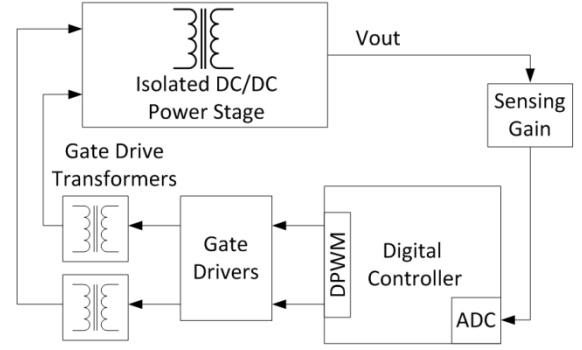 Isolated DC/DC
Power Stage
Vout
Sensing
Gain
Gate Drive
Transformers
Gate
Drivers
DPWM
Digital
Controller
ADC